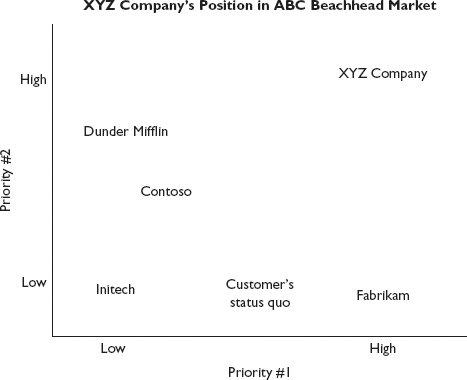 XYZ Company's Position in ABC Beachhead Market
High
XYZ Company
Dunder Mifflin
Priority #2
Contoso
Low
Initech
Customer's
status quo
Fabrikam
Low
High
Priority #1